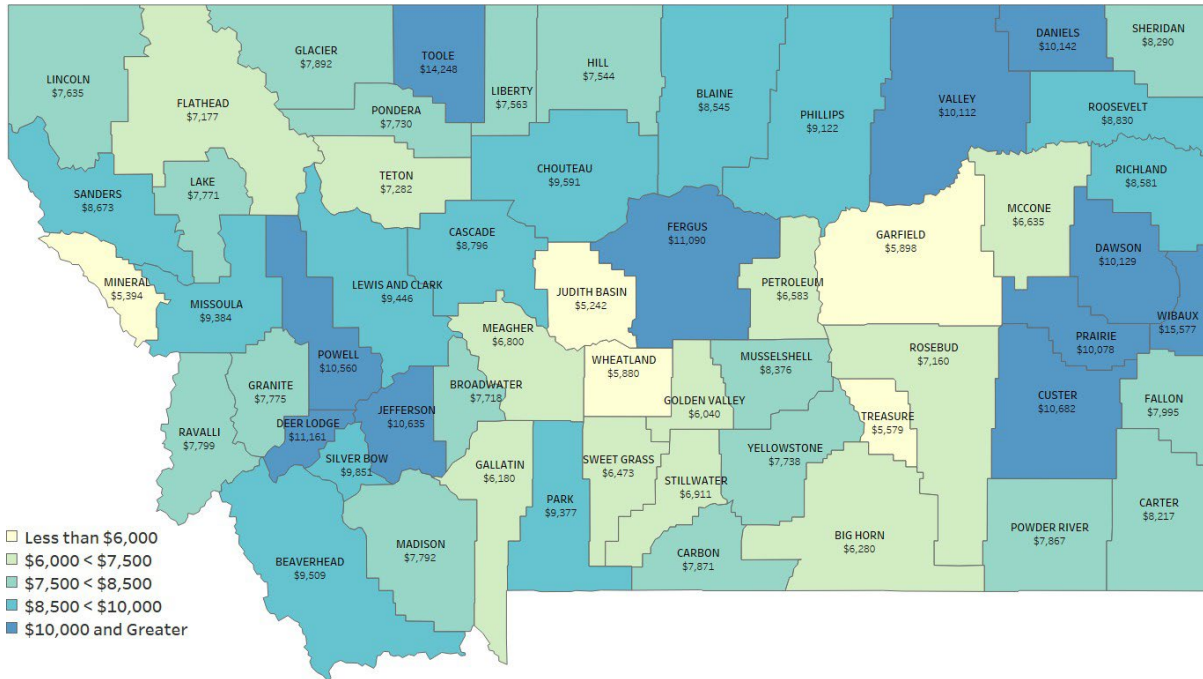 LINCOLN
$7,635
FLATHEAD
$7,177
GLACIER
$7,892
TOOLE
$14,248
LIBERTY
$7,563
HILL
$7,544
BLAINE
$8,545
PHILLIPS
$9,122
VALLEY
$10,112
DANIELS
$10,142
SHERIDAN
$8,290
ROOSEVELT
$8,830
PONDERA
$7,730
TETON
$7,282
CHOUTEAU
$9,591
SANDERS
$8,673
LAKE
$7,771
CASCADE
$8,796
FERGUS
$11,090
GARFIELD
$5,898
MCCONE
$6,635
RICHLAND
$8,581
DAWSON
$10,129
MINERAL
$5,394
MISSOULA
$9,384
LEWIS AND CLARK
$9,446
JUDITH BASIN
$5,242
PETROLEUM
$6,583
WIBAUX
$15,577
PRAIRIE
$10,078
POWELL
$10,560
MEAGHER
$6,800
WHEATLAND
$5,880
MUSSELSHELL
$8,376
ROSEBUD
$7,160
GRANITE
$7,775
BROADWATER
$7,718
GOLDEN VALLEY
$6,040
CUSTER
$10,682
FALLON
$7,995
RAVALLI
$7,799
DEER LODGE
$11,161
JEFFERSON
$10,635
TREASURE
$5,579
SILVER BOW
$9,851
GALLATIN
$6,180
SWEET GRASS
$6,473
STILLWATER
$6,911
YELLOWSTONE
$7,738
PARK
$9,377
CARTER
$8,217
BEAVERHEAD
$9,509
MADISON
$7,792
CARBON
$7,871
BIG HORN
$6,280
POWDER RIVER
$7,867
Less than $6,000
$6,000 < $7,500
$7,500 < $8,500
$8,500 < $10,000
$10,000 and Greater